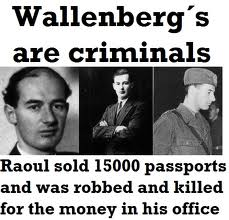 Wallenberg´s
are criminals
Raoul sold 15000 passports
and was robbed and killed
for the money in his office